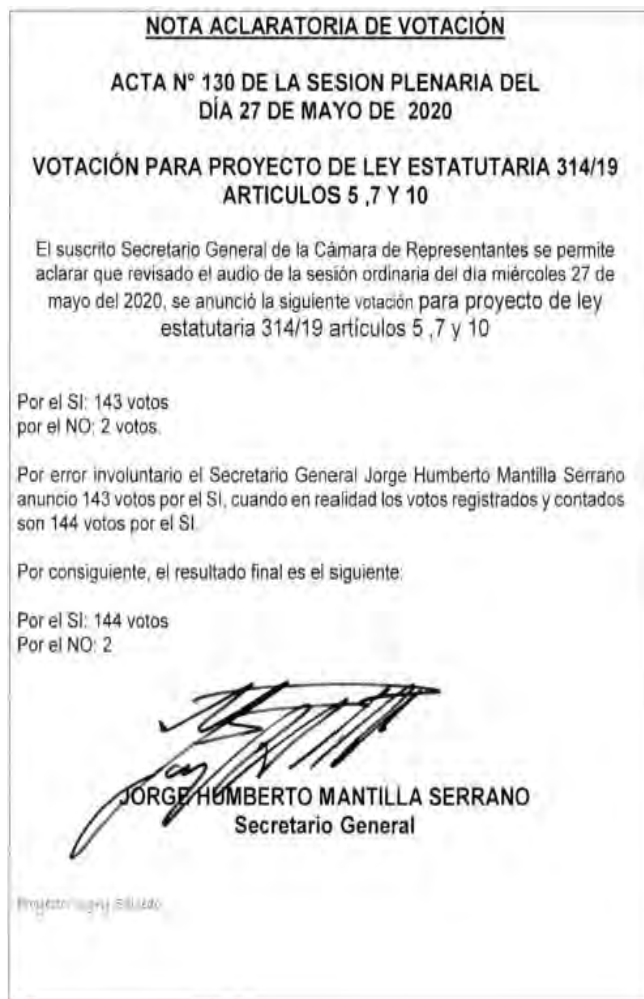 NOTA ACLARATORIA DE VOTACIÓN
ACTA N° 130 DE LA SESION PLENARIA DEL
DÍA 27 DE MAYO DE 2020
VOTACIÓN PARA PROYECTO DE LEY ESTATUTARIA 314/19
ARTICULOS 5 ,7 Y 10
El suscrito Secretario General de la Cámara de Representantes se permite
aclarar que revisado el audio de la sesión ordinaria del día miércoles 27 de
mayo del 2020, se anunció la siguiente votación para proyecto de ley
estatutaria 314/19 artículos 5 ,7 y 10
Por el SI: 143 votos
por el NO: 2 votos.
Por error involuntario el Secretario General Jorge Humberto Mantilla Serrano
anuncio 143 votos por el SI, cuando en realidad los votos registrados y contados
son 144 votos por el SI.
Por consiguiente, el resultado final es el siguiente:
Por el SI: 144 votos
Por el NO: 2
JORGE HUMBERTO MANTILLA SERRANO
Secretario General